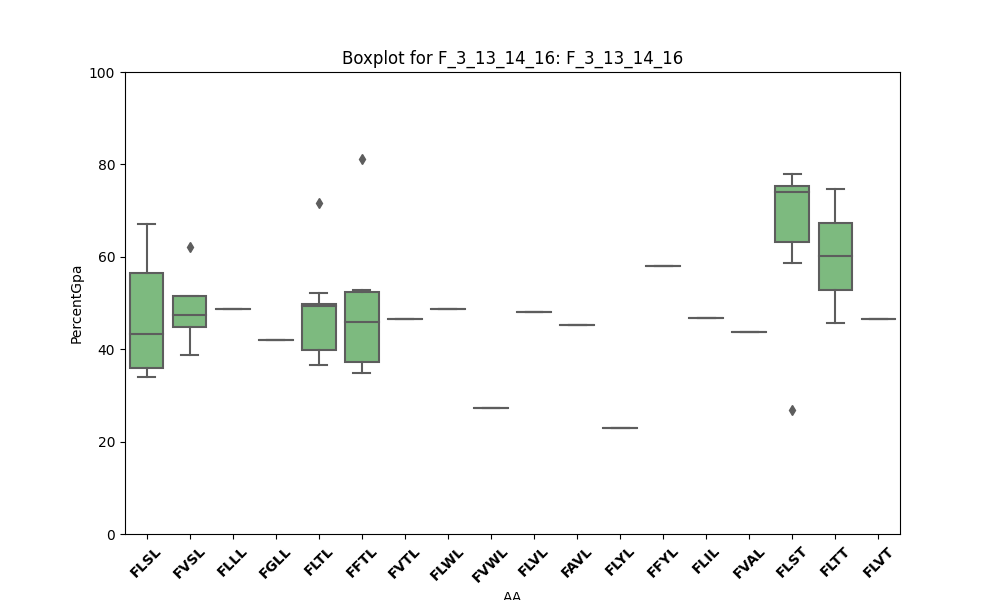 Boxplot for F_3_13_14_16: F_3_13_14_16
100
80
60
40
20
0
PercentGpa
FLSL FVSL FLLL FGLL FLTL FFTL FVTL FLWL FVWL FLVL FAVL FLYL FFYL FLIL FVAL FLST FLTT FLVT
AA